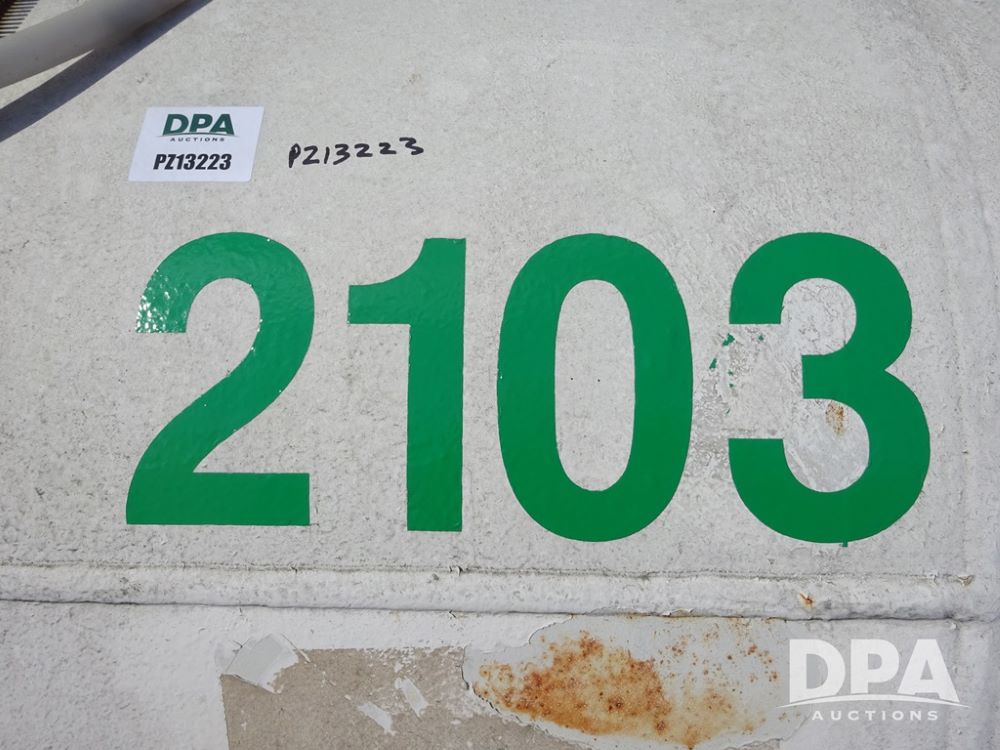 DPA
AUCTIONS
PZ13223
PZ13223
2103
DPA
AUCTIONS